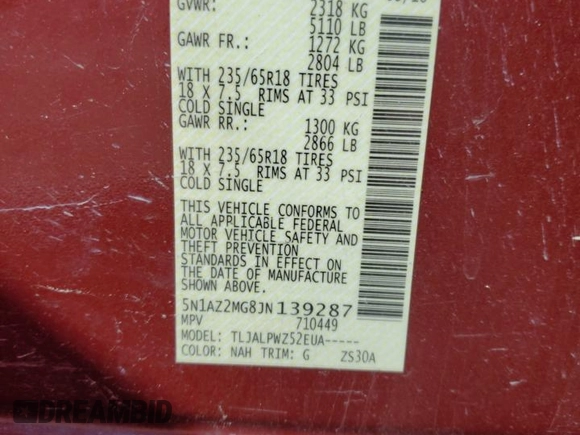 GVWR: 2318 KG
5110 LB
GAWR FR.: 1272 KG
2804 LB
WITH 235/65R18 TIRES
18 X 7.5 RIMS AT 33 PSI
COLD SINGLE
GAWR RR.: 1300 KG
2866 LB
WITH 235/65R18 TIRES
18 X 7.5 RIMS AT 33 PSI
COLD SINGLE
THIS VEHICLE CONFORMS TO
ALL APPLICABLE FEDERAL
MOTOR VEHICLE SAFETY AND
THEFT PREVENTION
STANDARDS IN EFFECT ON
THE DATE OF MANUFACTURE
SHOWN ABOVE.
5N1AZ2MG8JN139287
MPV 710449
MODEL: TLJALPWZ52EUA-----
COLOR: NAH TRIM: G ZS30A
DREAMBID